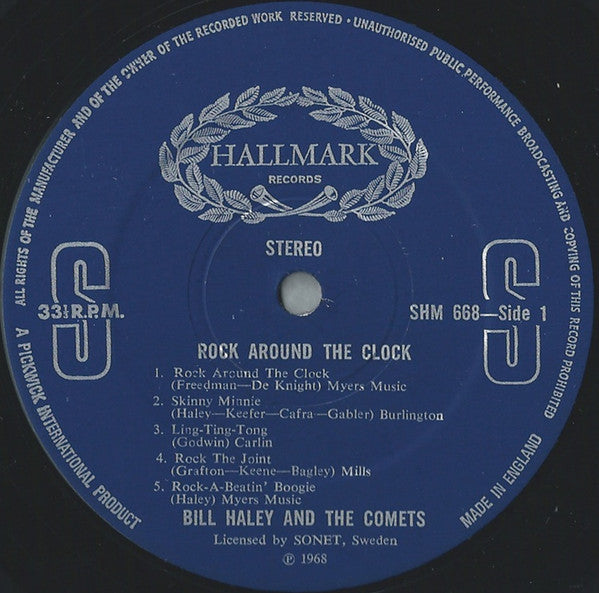 ALL RIGHTS OF THE MANUFACTURER AND OF THE OWNER OF THE RECORDED WORK RESERVED · UNAUTHORISED PUBLIC PERFORMANCE BROADCASTING AND COPYING OF THIS RECORD PROHIBITED
HALLMARK
RECORDS
STEREO
S
33⅓ R.P.M.
S
SHM 668—Side 1
ROCK AROUND THE CLOCK
1. Rock Around The Clock
(Freedman—De Knight) Myers Music
2. Skinny Minnie
(Haley—Keefer—Cafra—Gabler) Burlington
3. Ling-Ting-Tong
(Godwin) Carlin
4. Rock The Joint
(Grafton—Keene—Bagley) Mills
5. Rock-A-Beatin' Boogie
(Haley) Myers Music
BILL HALEY AND THE COMETS
Licensed by SONET, Sweden
℗ 1968
A PICKWICK INTERNATIONAL PRODUCT
MADE IN ENGLAND